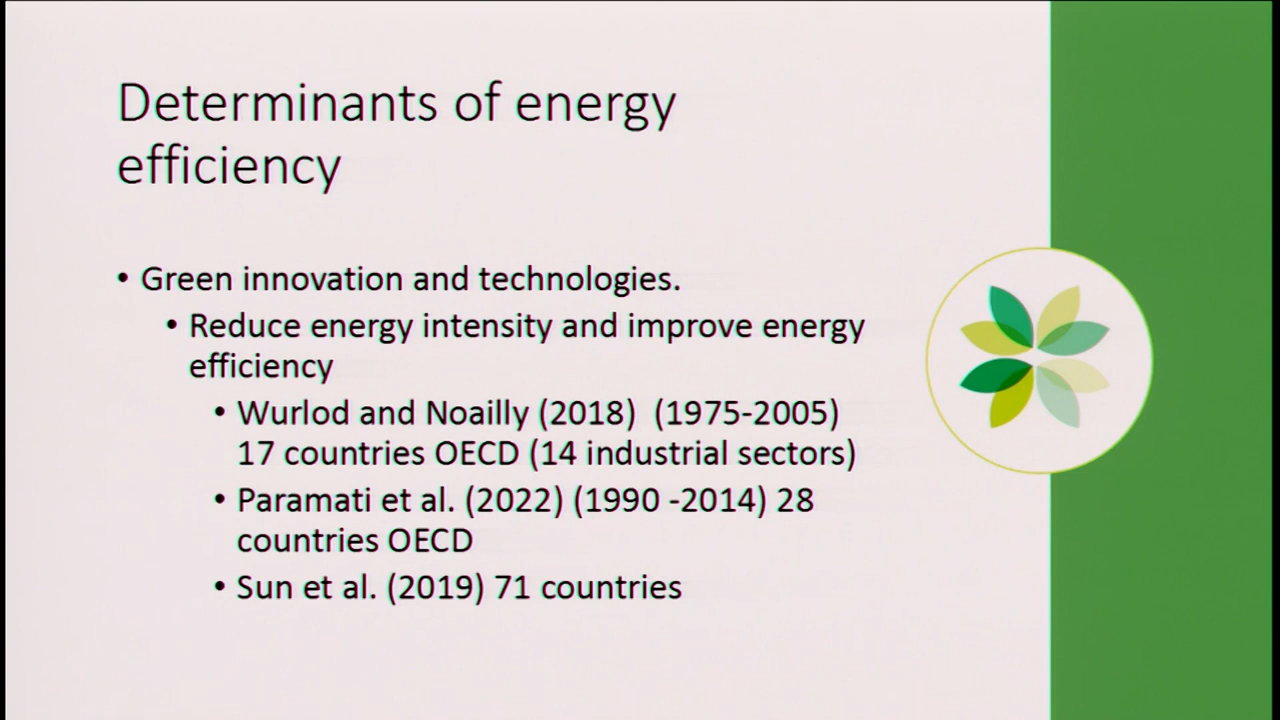 Determinants of energy
efficiency
• Green innovation and technologies.
• Reduce energy intensity and improve energy
efficiency
• Wurlod and Noailly (2018)  (1975-2005)
17 countries OECD (14 industrial sectors)
• Paramati et al. (2022) (1990 -2014) 28
countries OECD
• Sun et al. (2019) 71 countries